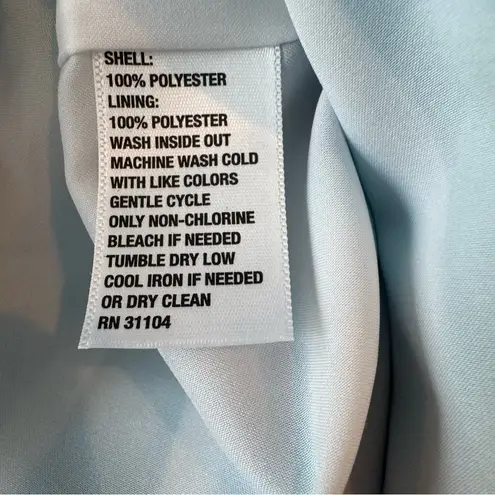 SHELL:
100% POLYESTER
LINING:
100% POLYESTER
WASH INSIDE OUT
MACHINE WASH COLD
WITH LIKE COLORS
GENTLE CYCLE
ONLY NON-CHLORINE
BLEACH IF NEEDED
TUMBLE DRY LOW
COOL IRON IF NEEDED
OR DRY CLEAN
RN 31104